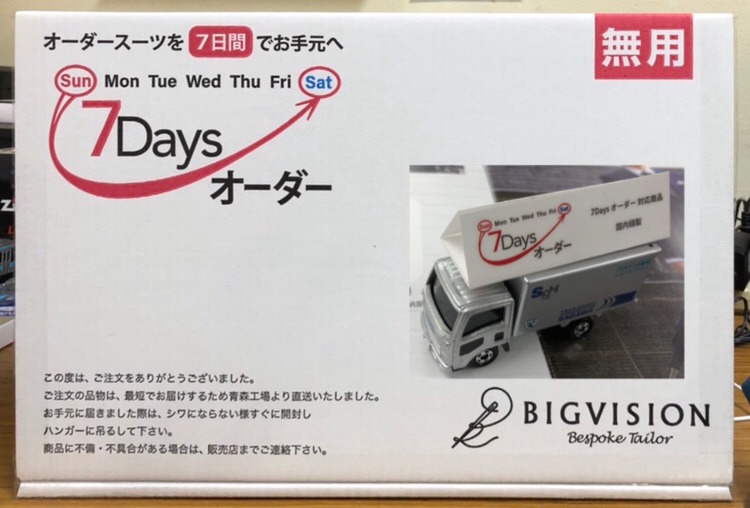 オーダースーツを 7日間 でお手元へ
無用
Sun Mon Tue Wed Thu Fri Sat
7Days
オーダー
Sun Mon Tue Wed Thu Fri Sat
7Days オーダー 対応商品
7Days
国内縫製
オーダー
この度は、ご注文をありがとうございました。
ご注文の品物は、最短でお届けするため青森工場より直送いたしました。
お手元に届きました際は、シワにならない様すぐに開封し
ハンガーに吊るして下さい。
商品に不備・不具合がある場合は、販売店までご連絡下さい。
BIGVISION
Bespoke Tailor